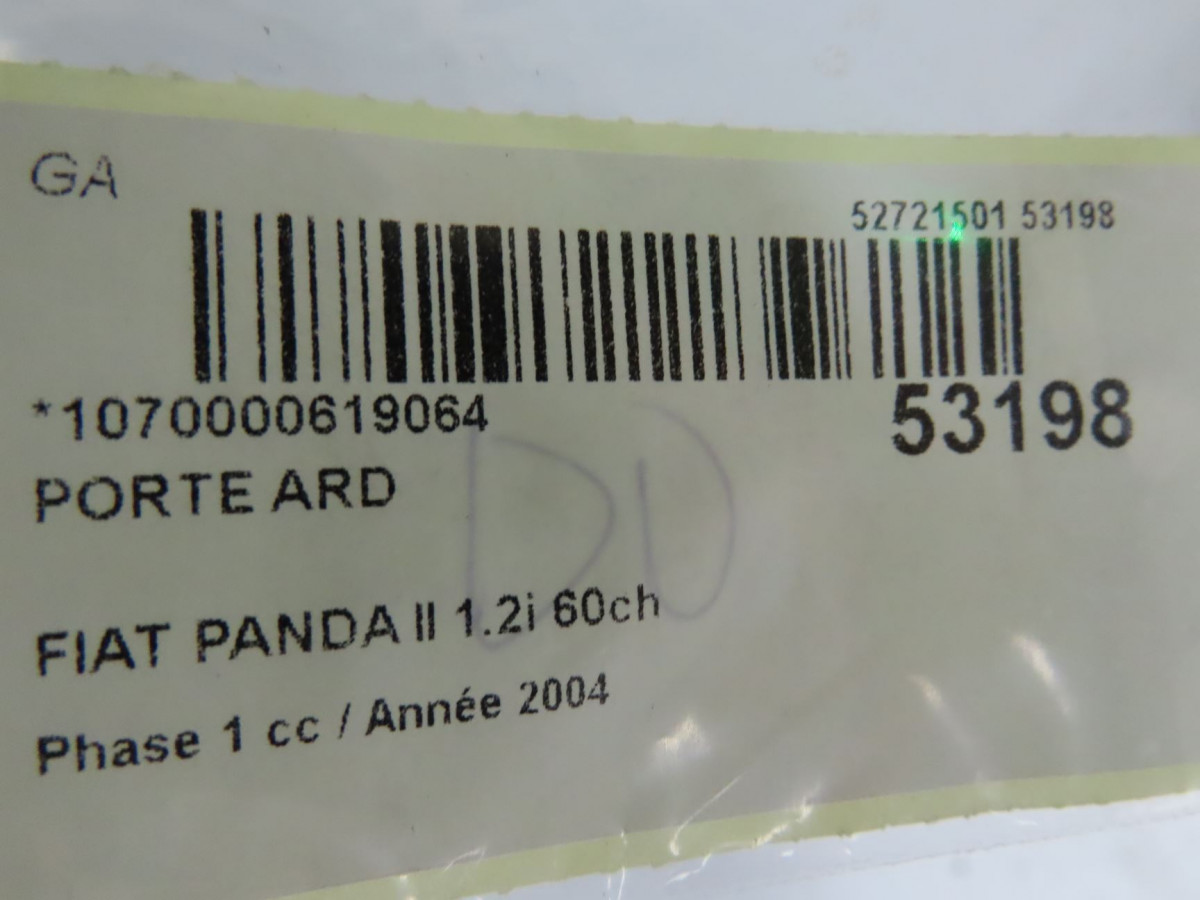 GA
52721501 53198
*1070000619064
53198
PORTE ARD
DD
FIAT PANDA II 1.2i 60ch
Phase 1 cc / Année 2004